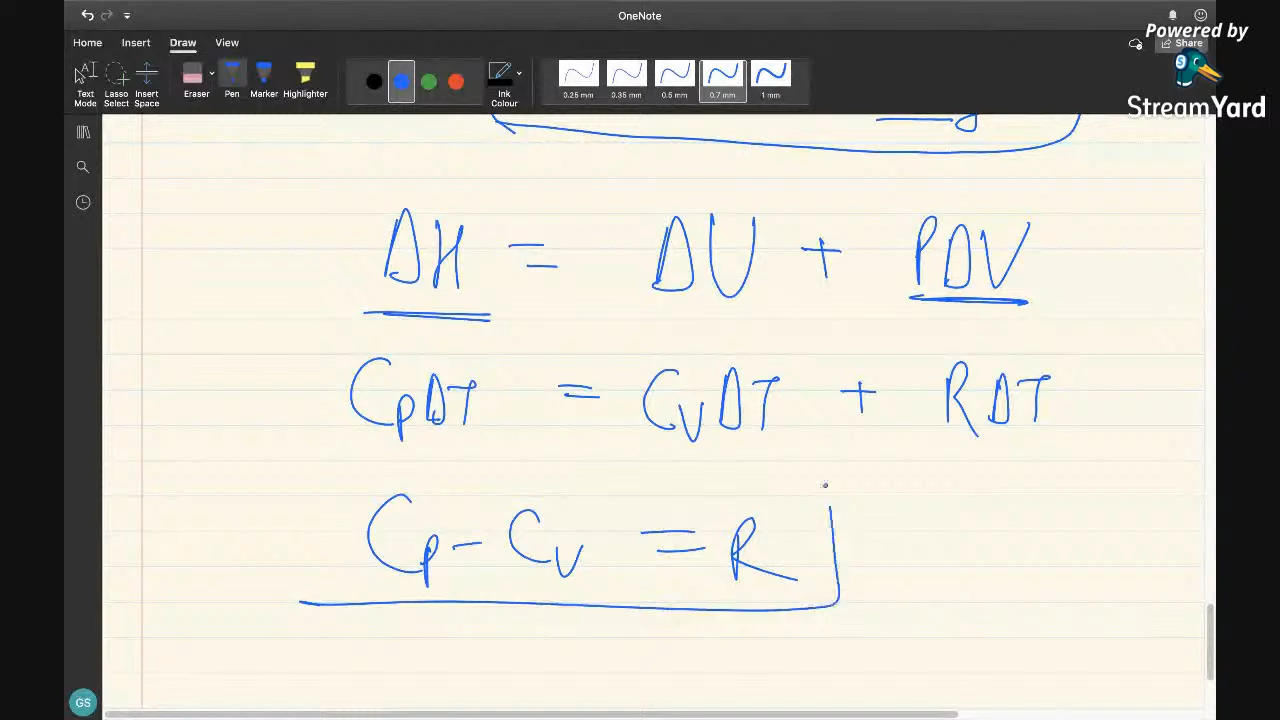 OneNote
Powered by
Home Insert Draw View
Share
StreamYard
Text Mode
Lasso Select
Insert Space
Eraser
Pen
Marker
Highlighter
Ink Colour
0.25 mm
0.35 mm
0.5 mm
0.7 mm
1 mm
ΔH = ΔU + PΔV
CpΔT = CvΔT + RΔT
Cp - Cv = R
GS